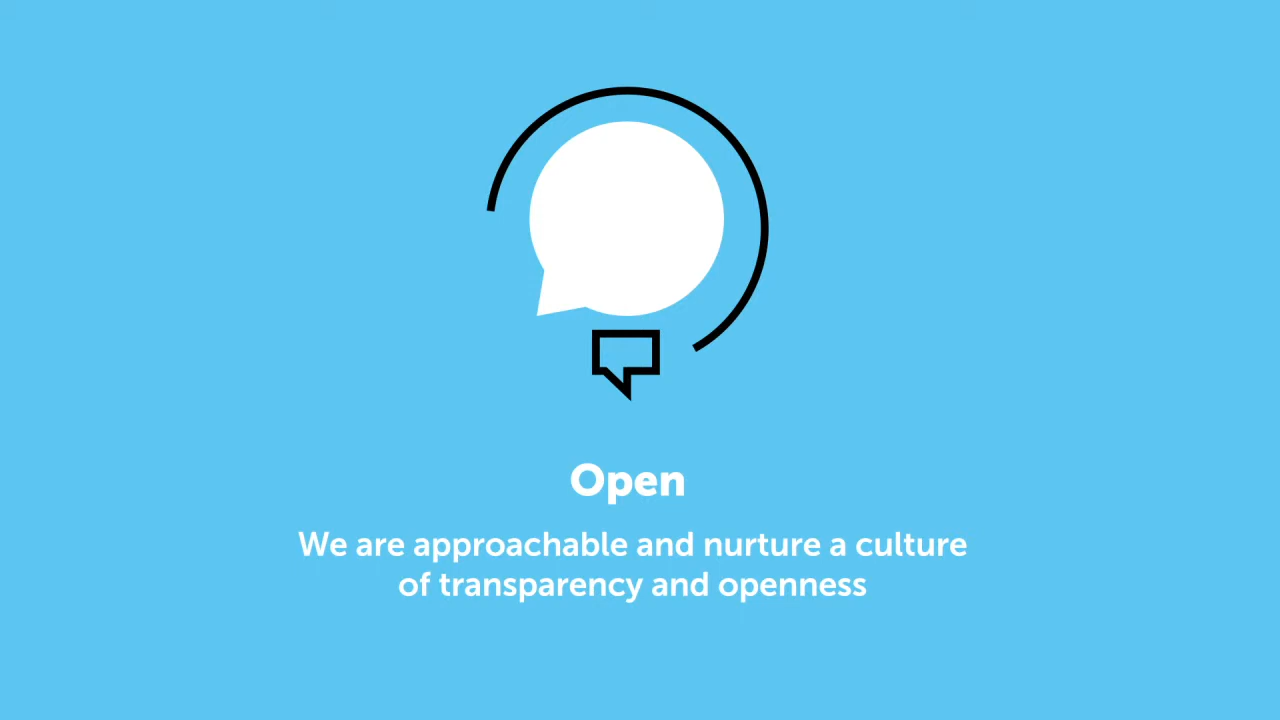 Open
We are approachable and nurture a culture
of transparency and openness